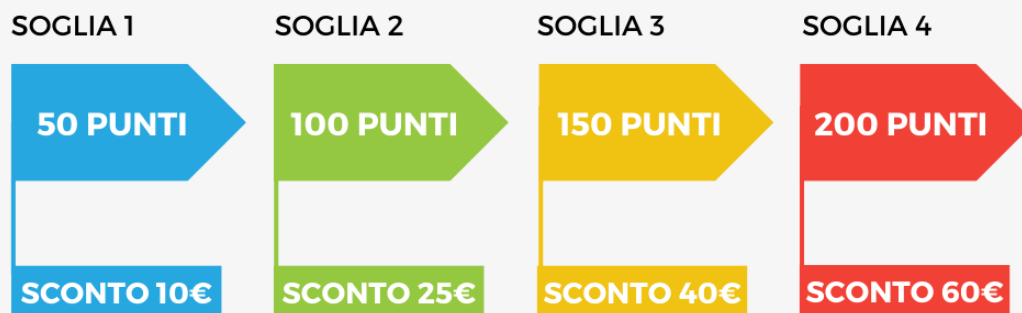 SOGLIA 1
SOGLIA 2
SOGLIA 3
SOGLIA 4
50 PUNTI
100 PUNTI
150 PUNTI
200 PUNTI
SCONTO 10€
SCONTO 25€
SCONTO 40€
SCONTO 60€